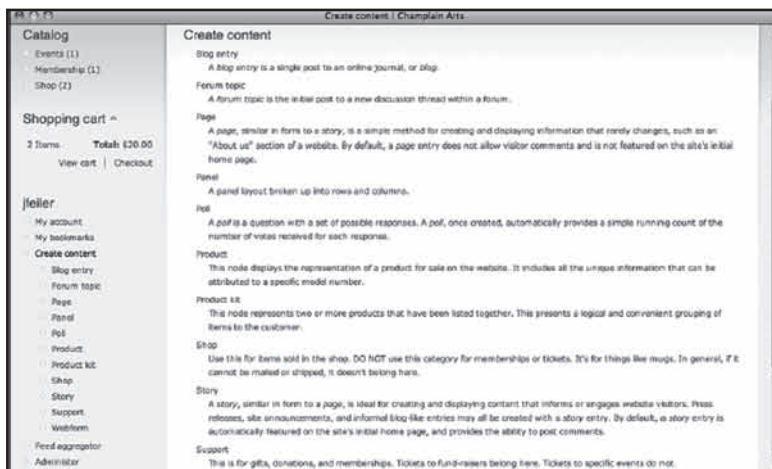 Create content | Champlain Arts
Catalog
Events (1)
Membership (1)
Shop (2)
Shopping cart
2 Items Total: £20.00
View cart | Checkout
jfeiler
My account
My bookmarks
Create content
Blog entry
Forum topic
Page
Panel
Poll
Product
Product kit
Shop
Story
Support
Webform
Feed aggregator
Administer
Create content
Blog entry
A blog entry is a single post to an online journal, or blog.
Forum topic
A forum topic is the initial post to a new discussion thread within a forum.
Page
A page, similar in form to a story, is a simple method for creating and displaying information that rarely changes, such as an
"About us" section of a website. By default, a page entry does not allow visitor comments and is not featured on the site's initial
home page.
Panel
A panel layout broken up into rows and columns.
Poll
A poll is a question with a set of possible responses. A poll, once created, automatically provides a simple running count of the
number of votes received for each response.
Product
This node displays the representation of a product for sale on the website. It includes all the unique information that can be
attributed to a specific model number.
Product kit
This node represents two or more products that have been listed together. This presents a logical and convenient grouping of
items to the customer.
Shop
Use this for items sold in the shop. DO NOT use this category for memberships or tickets. It's for things like mugs. In general, if it
cannot be mailed or shipped, it doesn't belong here.
Story
A story, similar in form to a page, is ideal for creating and displaying content that informs or engages website visitors. Press
releases, site announcements, and informal blog-like entries may all be created with a story entry. By default, a story entry is
automatically featured on the site's initial home page, and provides the ability to post comments.
Support
This is for gifts, donations, and memberships. Tickets to fund-raisers belong here. Tickets to specific events do not.